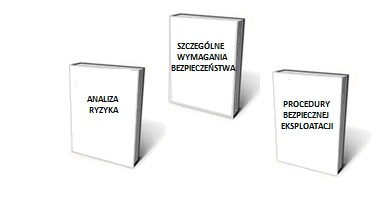 SZCZEGÓLNE
WYMAGANIA
BEZPIECZEŃSTWA
ANALIZA
RYZYKA
PROCEDURY
BEZPIECZNEJ
EKSPLOATACJI